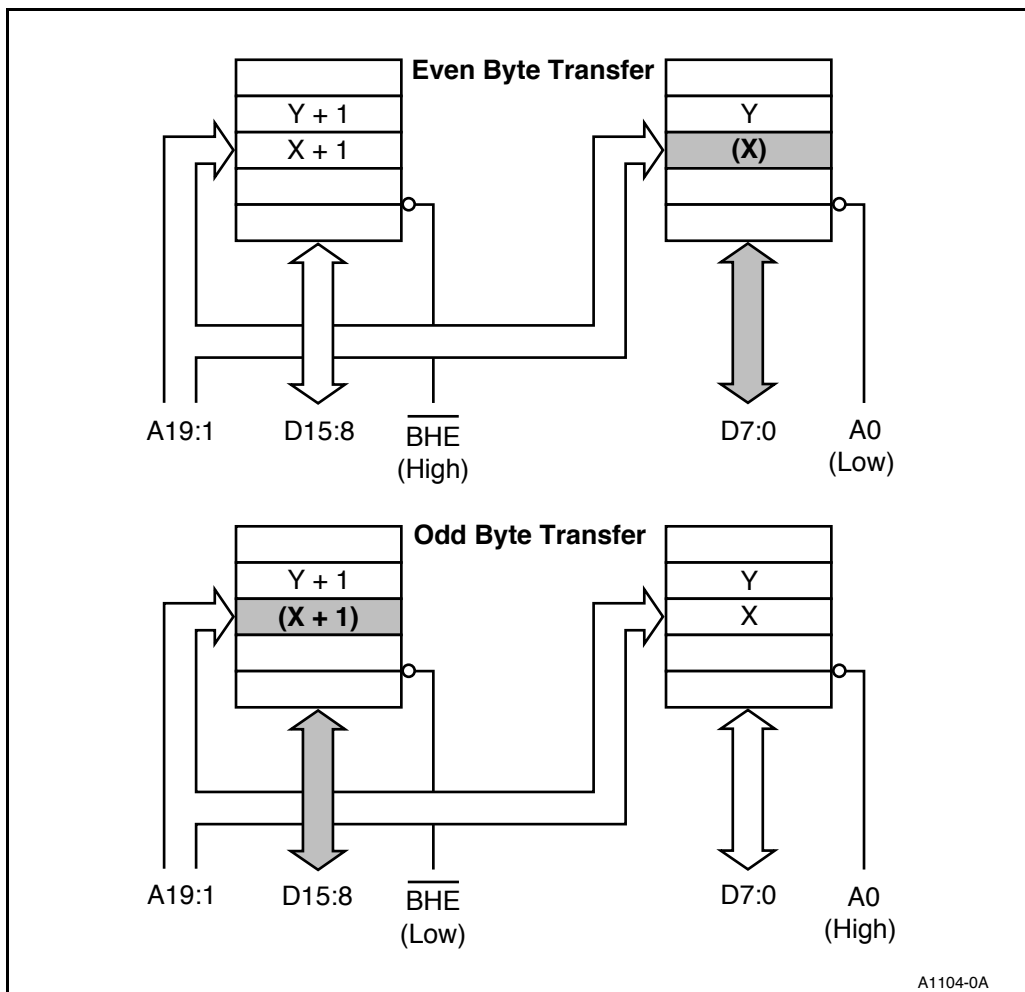 Even Byte Transfer
Y + 1
X + 1
Y
(X)
A19:1
D15:8
BHE
(High)
D7:0
A0
(Low)
Odd Byte Transfer
Y + 1
(X + 1)
Y
X
A19:1
D15:8
BHE
(Low)
D7:0
A0
(High)
A1104-0A